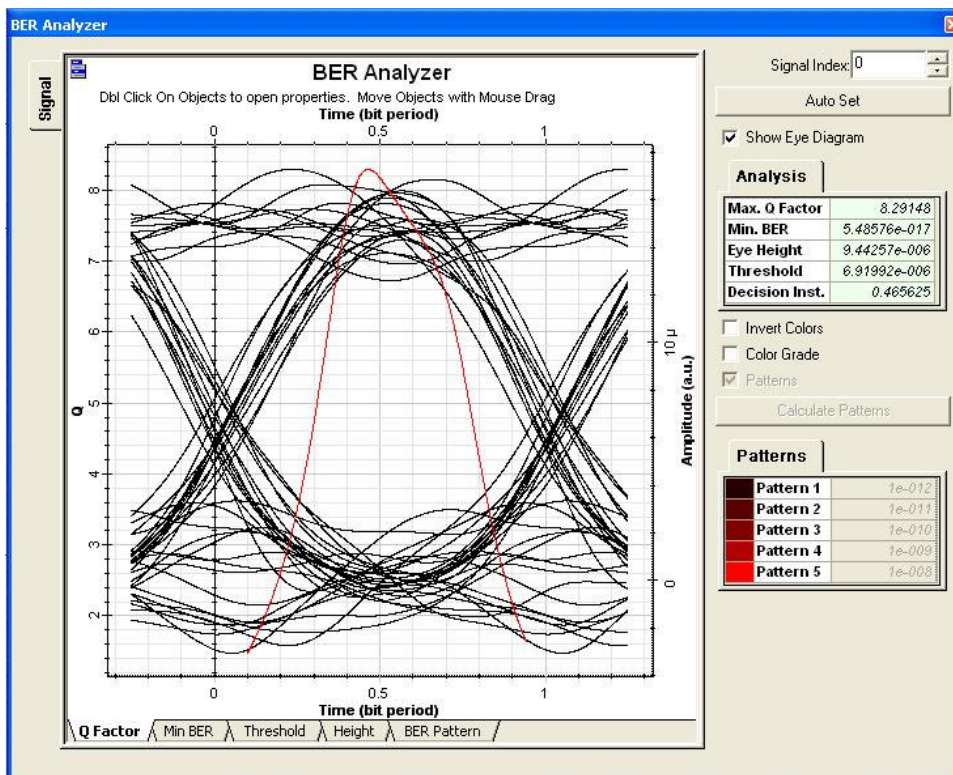 BER Analyzer
Signal
BER Analyzer
Dbl Click On Objects to open properties. Move Objects with Mouse Drag
Time (bit period)
0 0.5 1
8
7
6
5
4
3
2
Q
10 µ
0
Amplitude (a.u.)
0 0.5 1
Time (bit period)
Q Factor Min BER Threshold Height BER Pattern
Signal Index: 0
Auto Set
Show Eye Diagram
Analysis
Max. Q Factor 8.29148
Min. BER 5.48576e-017
Eye Height 9.44257e-006
Threshold 6.91992e-006
Decision Inst. 0.465625
Invert Colors
Color Grade
Patterns
Calculate Patterns
Patterns
Pattern 1 1e-012
Pattern 2 1e-011
Pattern 3 1e-010
Pattern 4 1e-009
Pattern 5 1e-008